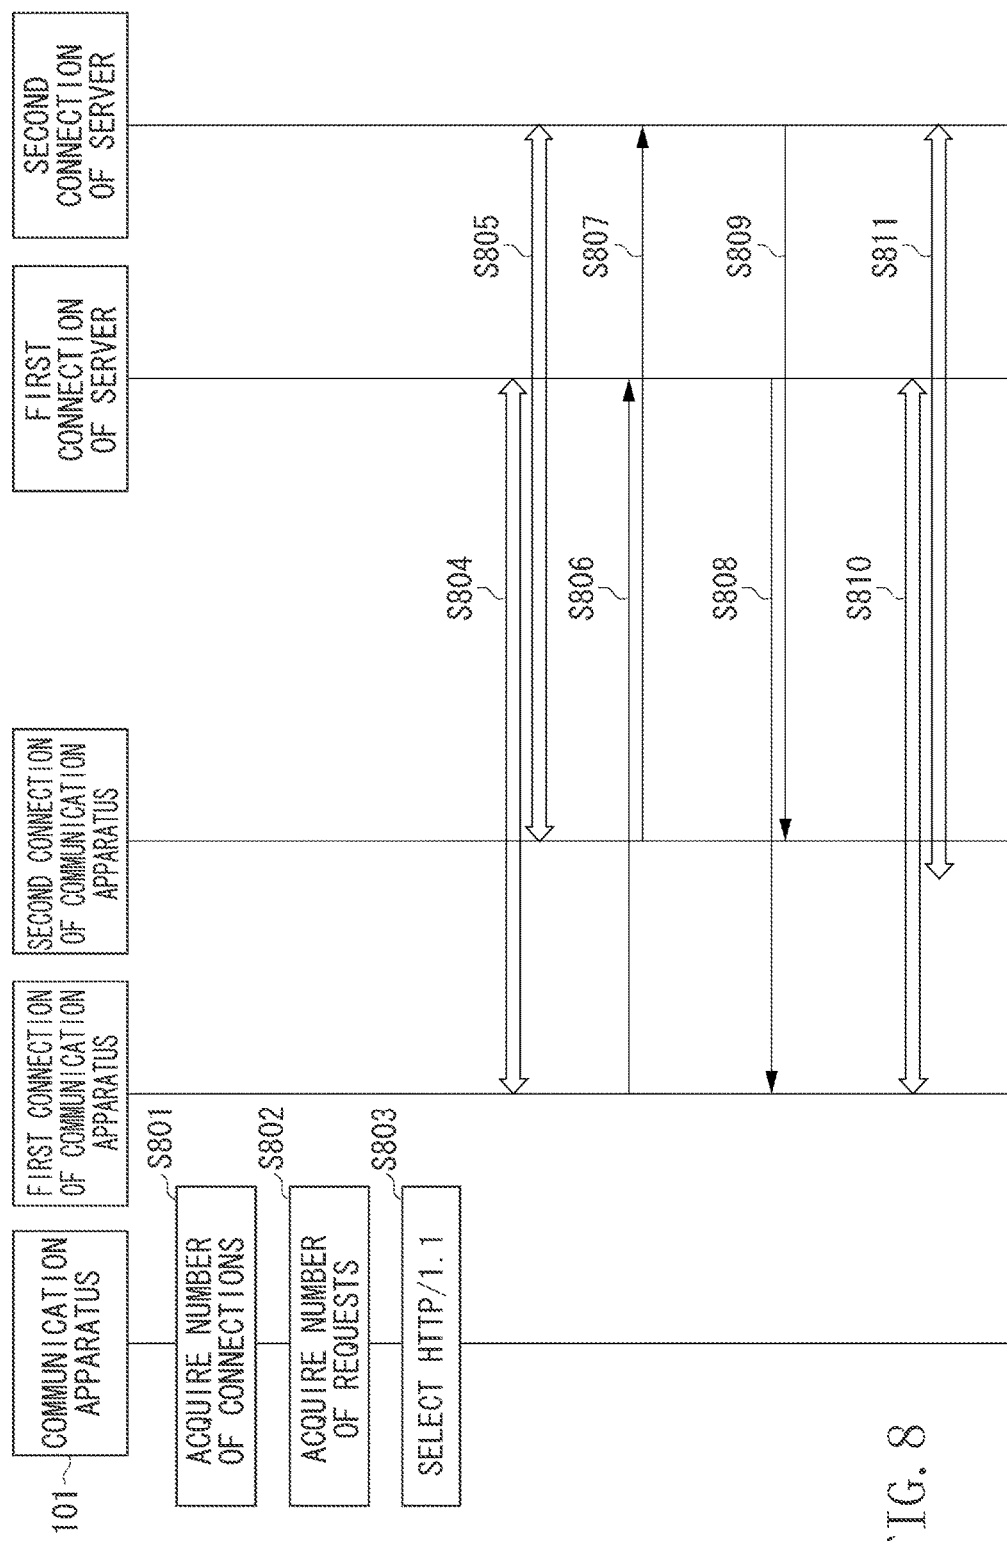 101
COMMUNICATION
APPARATUS
FIRST CONNECTION
OF COMMUNICATION
APPARATUS
SECOND CONNECTION
OF COMMUNICATION
APPARATUS
FIRST
CONNECTION
OF SERVER
SECOND
CONNECTION
OF SERVER
S801
ACQUIRE NUMBER
OF CONNECTIONS
S802
ACQUIRE NUMBER
OF REQUESTS
S803
SELECT HTTP/1.1
S804
S805
S806
S807
S808
S809
S810
S811
IG. 8